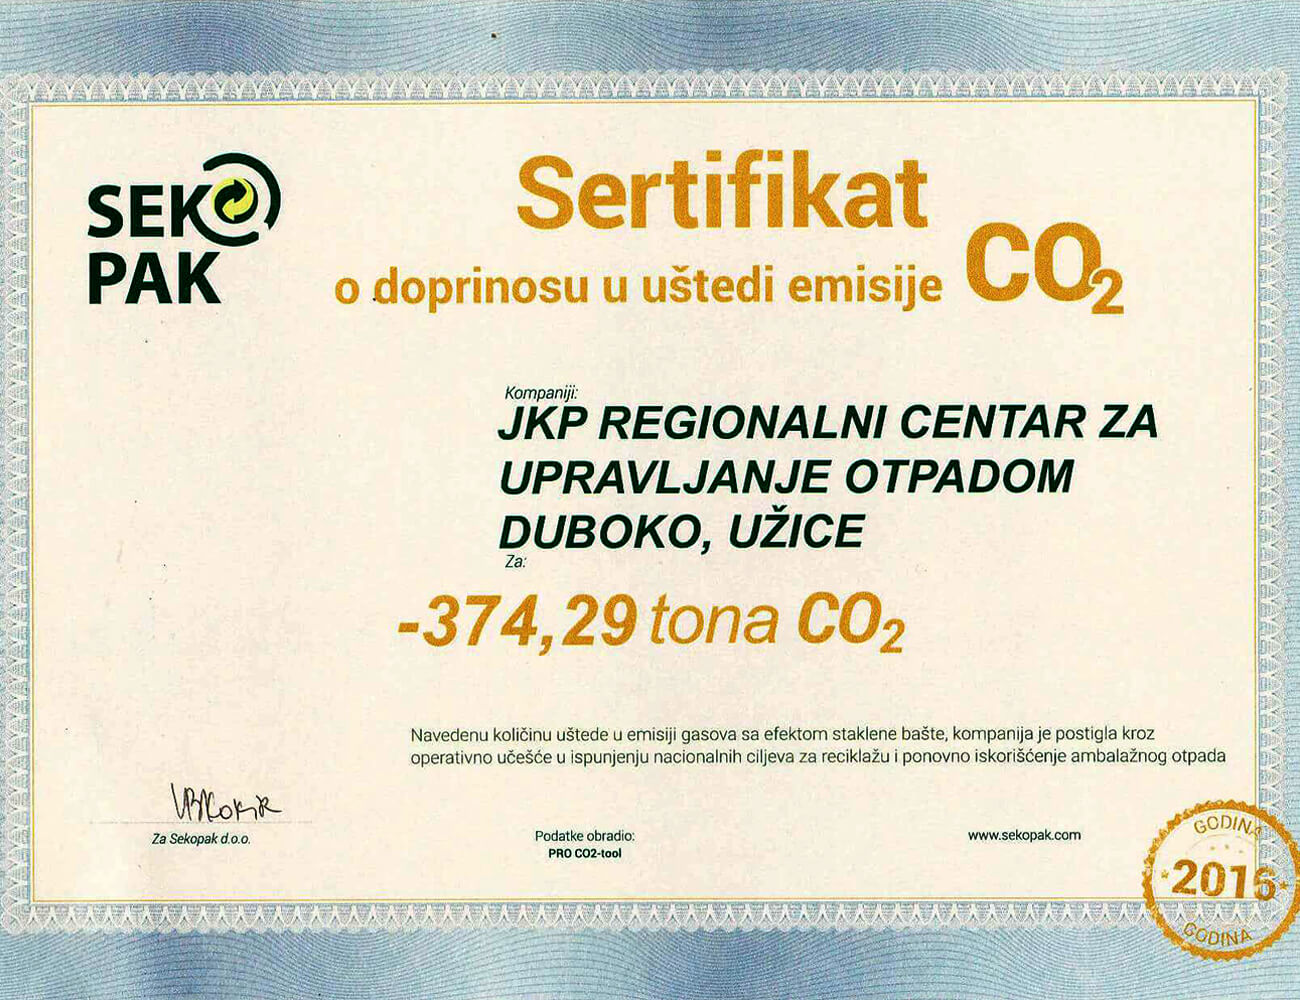 SEKO
PAK
Sertifikat
o doprinosu u uštedi emisije CO₂
Kompaniji:
JKP REGIONALNI CENTAR ZA
UPRAVLJANJE OTPADOM
DUBOKO, UŽICE
Za:
-374,29 tona CO₂
Navedenu količinu uštede u emisiji gasova sa efektom staklene bašte, kompanija je postigla kroz
operativno učešće u ispunjenju nacionalnih ciljeva za reciklažu i ponovno iskorišćenje ambalažnog otpada
Za Sekopak d.o.o.
Podatke obradio:
PRO CO2-tool
www.sekopak.com
GODINA
2016
GODINA